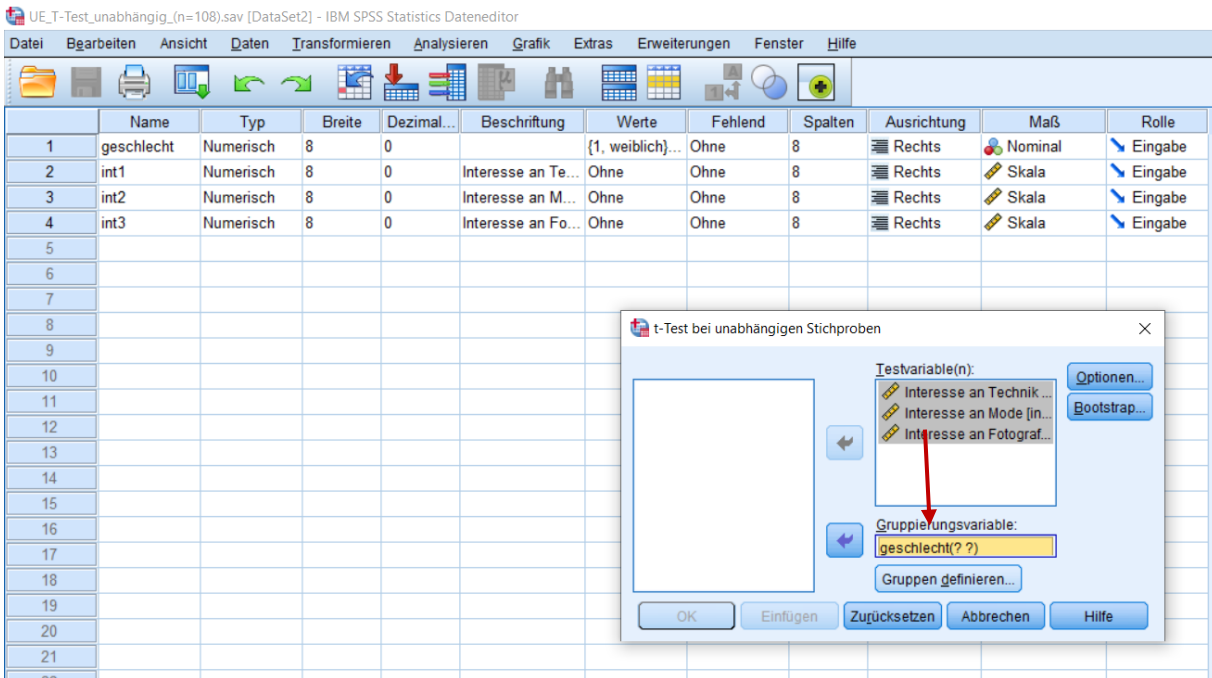 UE_T-Test_unabhängig_(n=108).sav [DataSet2] - IBM SPSS Statistics Dateneditor
Datei Bearbeiten Ansicht Daten Transformieren Analysieren Grafik Extras Erweiterungen Fenster Hilfe
Name Typ Breite Dezimal... Beschriftung Werte Fehlend Spalten Ausrichtung Maß Rolle
1 geschlecht Numerisch 8 0 {1, weiblich}... Ohne 8 Rechts Nominal Eingabe
2 int1 Numerisch 8 0 Interesse an Te... Ohne Ohne 8 Rechts Skala Eingabe
3 int2 Numerisch 8 0 Interesse an M... Ohne Ohne 8 Rechts Skala Eingabe
4 int3 Numerisch 8 0 Interesse an Fo... Ohne Ohne 8 Rechts Skala Eingabe
5
6
7
8
9
10
11
12
13
14
15
16
17
18
19
20
21
t-Test bei unabhängigen Stichproben
Testvariable(n):
Interesse an Technik ...
Interesse an Mode [in...
Interesse an Fotograf...
Optionen...
Bootstrap...
Gruppierungsvariable:
geschlecht(? ?)
Gruppen definieren...
OK Einfügen Zurücksetzen Abbrechen Hilfe